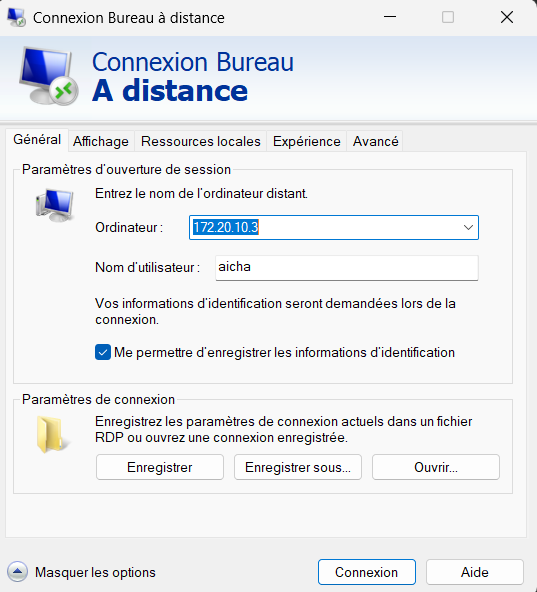 Connexion Bureau à distance
Connexion Bureau
A distance
Général Affichage Ressources locales Expérience Avancé
Paramètres d'ouverture de session
Entrez le nom de l'ordinateur distant.
Ordinateur : 172.20.10.3
Nom d'utilisateur : aicha
Vos informations d'identification seront demandées lors de la
connexion.
Me permettre d'enregistrer les informations d'identification
Paramètres de connexion
Enregistrez les paramètres de connexion actuels dans un fichier
RDP ou ouvrez une connexion enregistrée.
Enregistrer Enregistrer sous... Ouvrir...
Masquer les options Connexion Aide